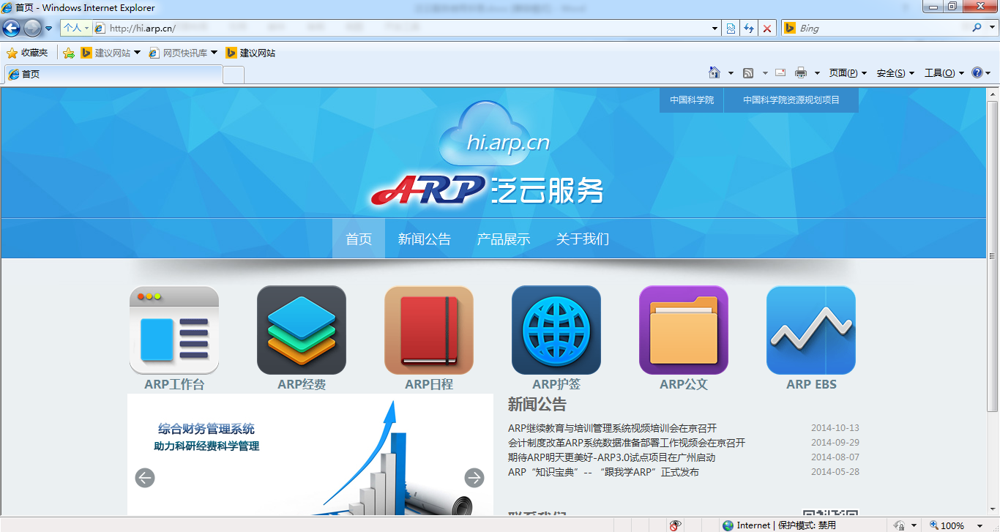 首页 - Windows Internet Explorer
个人 http://hi.arp.cn/ Bing
收藏夹 建议网站 网页快讯库 建议网站
首页 页面(P) 安全(S) 工具(O)
中国科学院 中国科学院资源规划项目
hi.arp.cn
ARP 泛云服务
首页 新闻公告 产品展示 关于我们
ARP工作台 ARP经费 ARP日程 ARP护签 ARP公文 ARP EBS
综合财务管理系统
助力科研经费科学管理
新闻公告
ARP继续教育与培训管理系统视频培训会在京召开 2014-10-13
会计制度改革ARP系统数据准备部署工作视频会在京召开 2014-09-29
期待ARP明天更美好-ARP3.0试点项目在广州启动 2014-08-07
ARP“知识宝典”-- “跟我学ARP”正式发布 2014-05-28
Internet | 保护模式: 禁用 100%